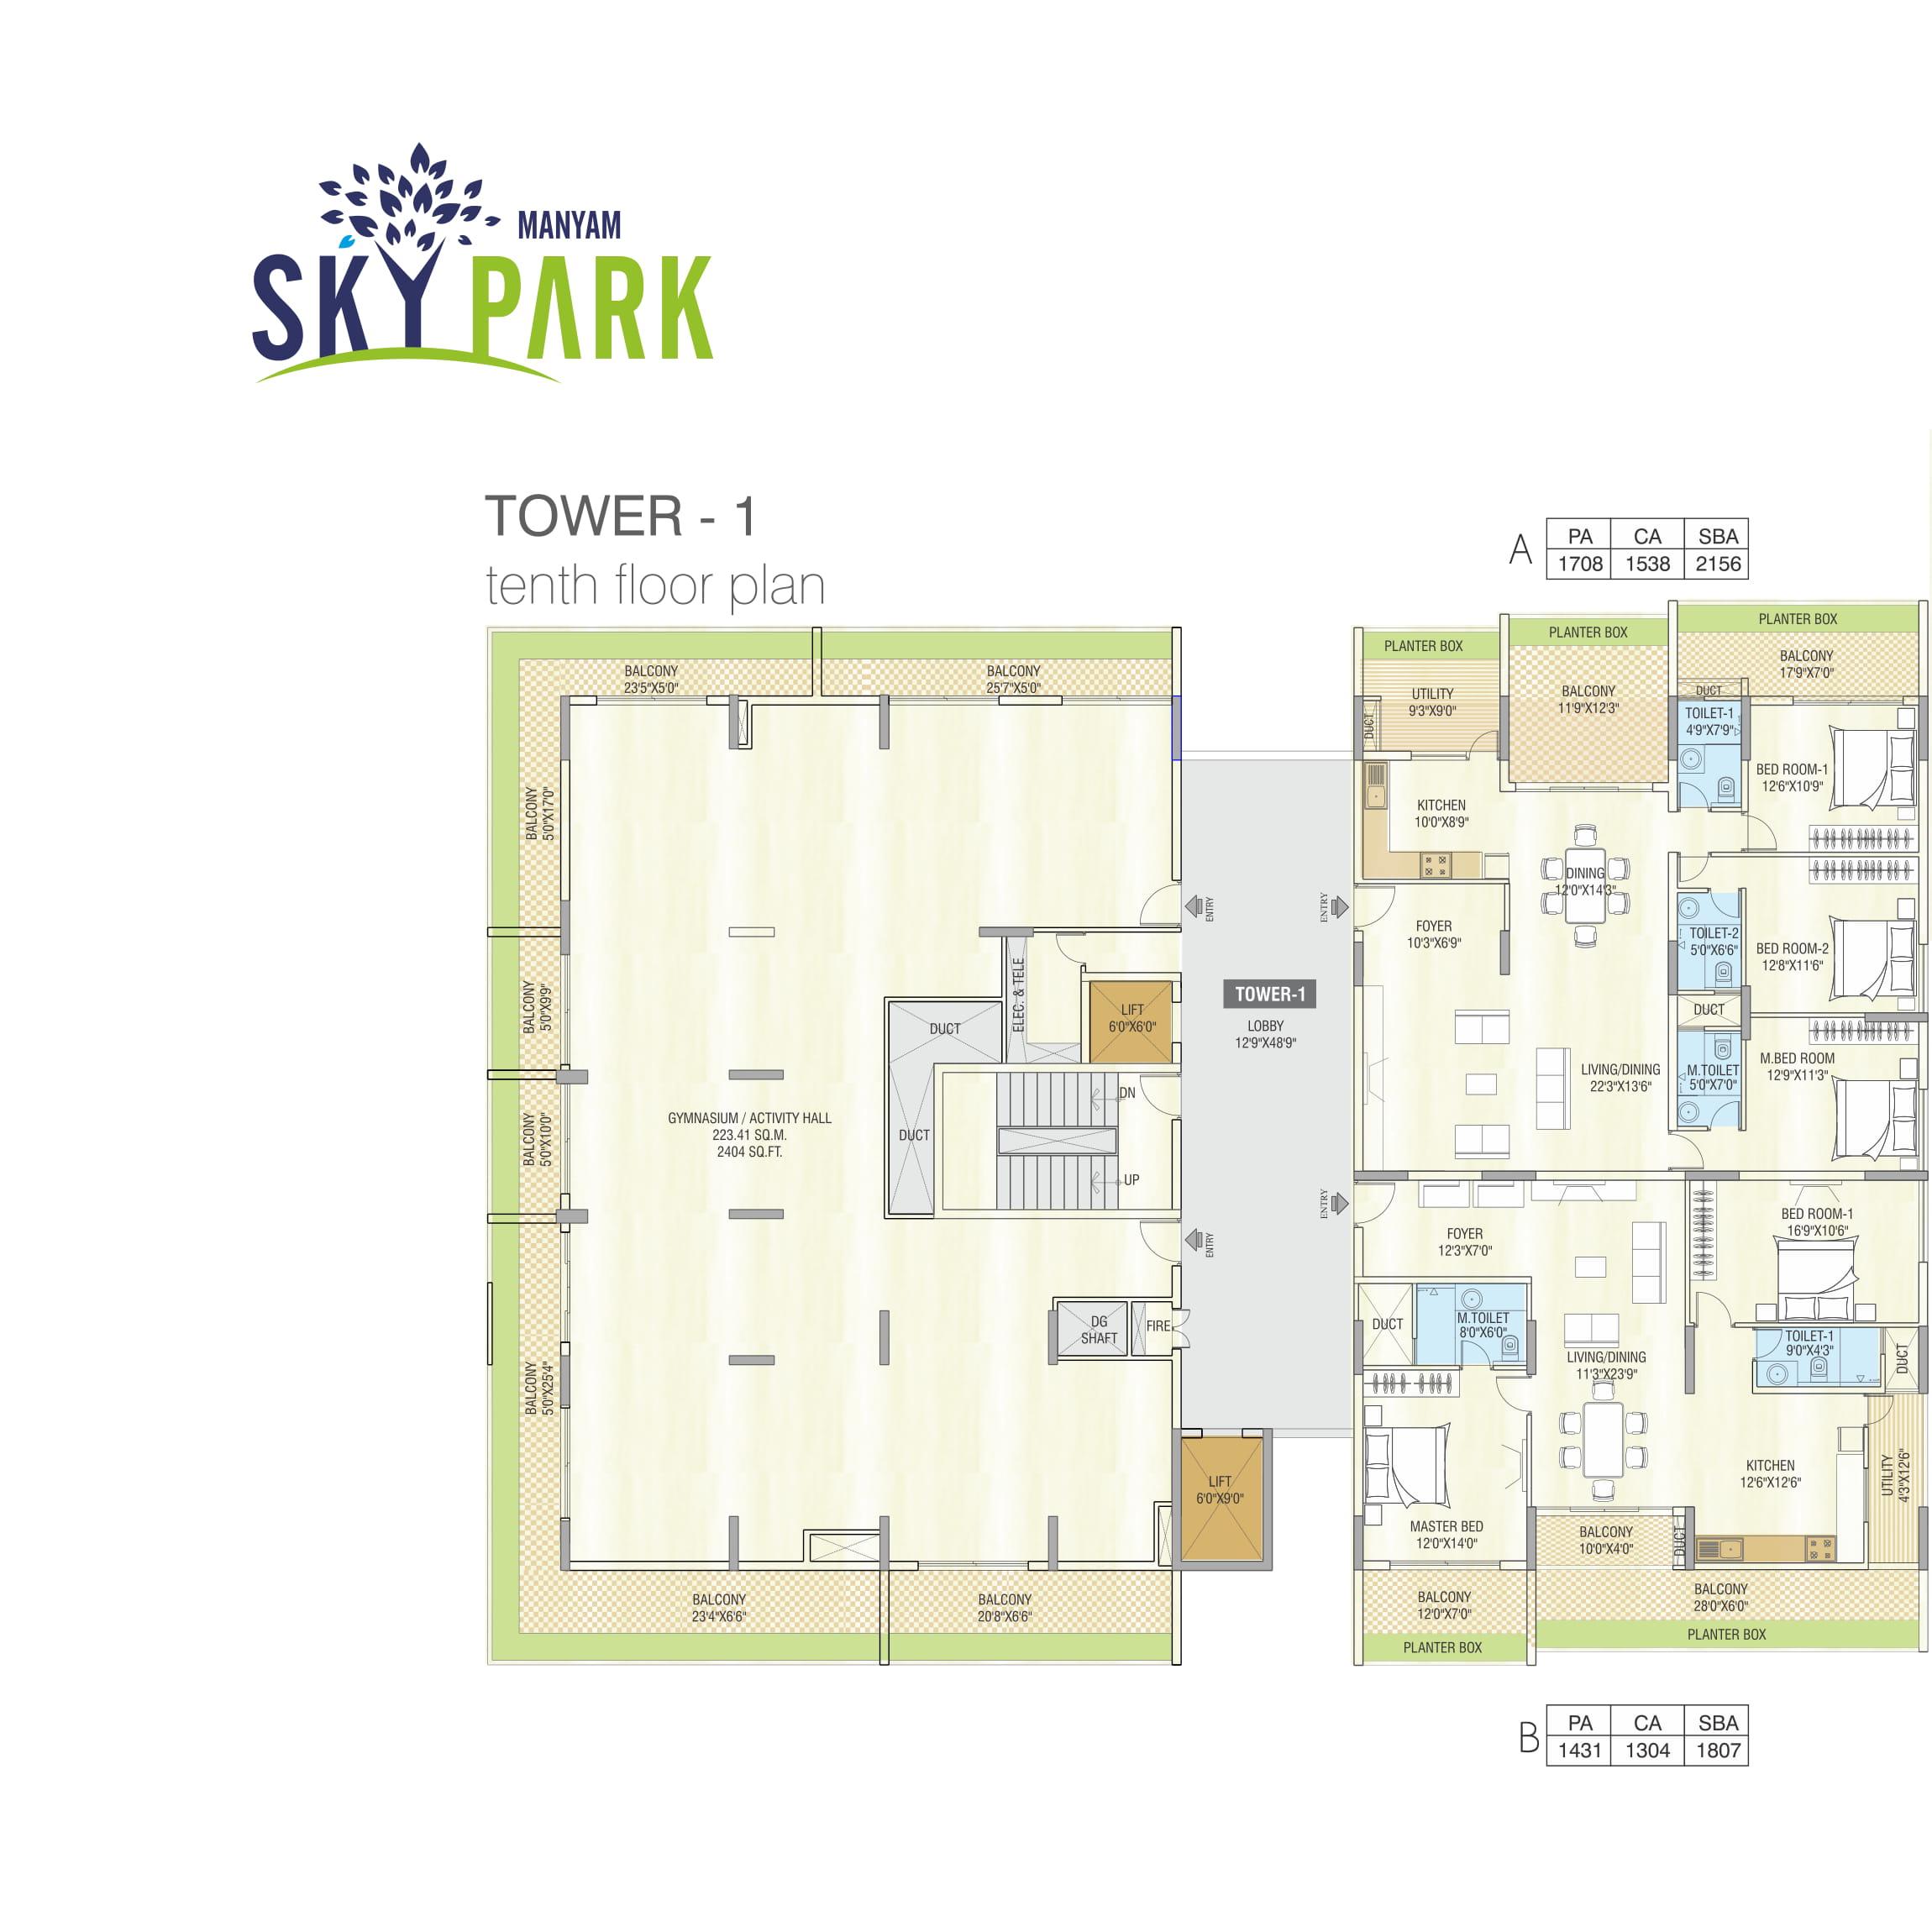 MANYAM
SKY PARK
TOWER - 1
tenth floor plan
A
PA CA SBA
1708 1538 2156
BALCONY
23'5"X5'0"
BALCONY
25'7"X5'0"
BALCONY
5'0"X17'0"
BALCONY
5'0"X9'9"
BALCONY
5'0"X10'0"
BALCONY
5'0"X25'4"
GYMNASIUM / ACTIVITY HALL
223.41 SQ.M.
2404 SQ.FT.
DUCT
DUCT
ELEC. & TELE
LIFT
6'0"X6'0"
DN
UP
DG
SHAFT
FIRE
BALCONY
23'4"X6'6"
BALCONY
20'8"X6'6"
ENTRY
ENTRY
TOWER-1
LOBBY
12'9"X48'9"
ENTRY
ENTRY
LIFT
6'0"X9'0"
PLANTER BOX
PLANTER BOX
PLANTER BOX
UTILITY
9'3"X9'0"
DUCT
BALCONY
11'9"X12'3"
BALCONY
17'9"X7'0"
DUCT
TOILET-1
4'9"X7'9"
BED ROOM-1
12'6"X10'9"
KITCHEN
10'0"X8'9"
DINING
12'0"X14'3"
FOYER
10'3"X6'9"
TOILET-2
5'0"X6'6"
BED ROOM-2
12'8"X11'6"
DUCT
LIVING/DINING
22'3"X13'6"
M.TOILET
5'0"X7'0"
M.BED ROOM
12'9"X11'3"
FOYER
12'3"X7'0"
BED ROOM-1
16'9"X10'6"
DUCT
M.TOILET
8'0"X6'0"
LIVING/DINING
11'3"X23'9"
TOILET-1
9'0"X4'3"
DUCT
KITCHEN
12'6"X12'6"
UTILITY
4'3"X12'6"
MASTER BED
12'0"X14'0"
BALCONY
10'0"X4'0"
DUCT
BALCONY
12'0"X7'0"
BALCONY
28'0"X6'0"
PLANTER BOX
PLANTER BOX
B
PA CA SBA
1431 1304 1807